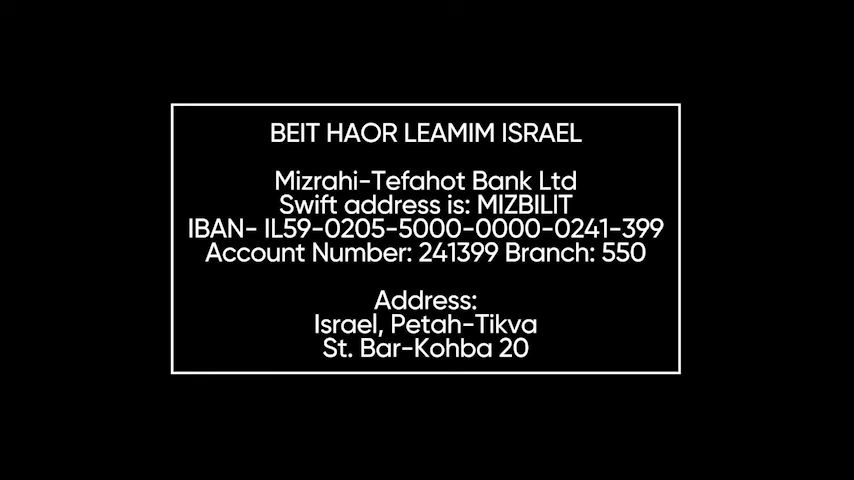 BEIT HAOR LEAMIM ISRAEL
Mizrahi-Tefahot Bank Ltd
Swift address is: MIZBILIT
IBAN- IL59-0205-5000-0000-0241-399
Account Number: 241399 Branch: 550
Address:
Israel, Petah-Tikva
St. Bar-Kohba 20